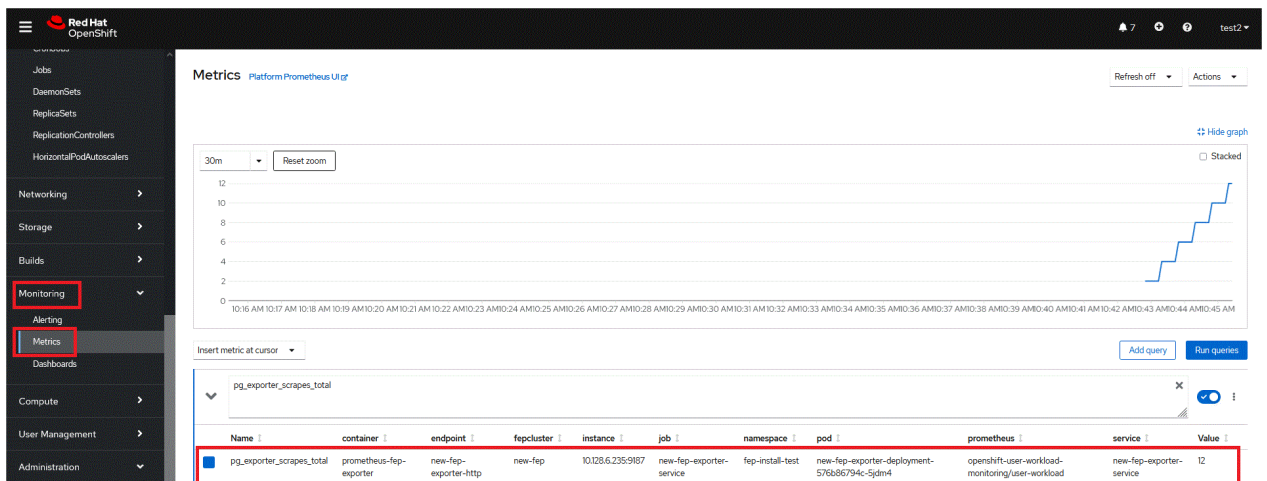 Red Hat
OpenShift
7
test2
CronJobs
Jobs
DaemonSets
ReplicaSets
ReplicationControllers
HorizontalPodAutoscalers
Networking
Storage
Builds
Monitoring
Alerting
Metrics
Dashboards
Compute
User Management
Administration
Metrics Platform Prometheus UI
Refresh off
Actions
Hide graph
30m
Reset zoom
Stacked
12
10
8
6
4
2
0
10:16 AM 10:17 AM 10:18 AM 10:19 AM 10:20 AM 10:21 AM 10:22 AM 10:23 AM 10:24 AM 10:25 AM 10:26 AM 10:27 AM 10:28 AM 10:29 AM 10:30 AM 10:31 AM 10:32 AM 10:33 AM 10:34 AM 10:35 AM 10:36 AM 10:37 AM 10:38 AM 10:39 AM 10:40 AM 10:41 AM 10:42 AM 10:43 AM 10:44 AM 10:45 AM
Insert metric at cursor
Add query
Run queries
pg_exporter_scrapes_total
Name container endpoint fepcluster instance job namespace pod prometheus service Value
pg_exporter_scrapes_total prometheus-fep- new-fep- new-fep 10.128.6.235:9187 new-fep-exporter- fep-install-test new-fep-exporter-deployment- openshift-user-workload- new-fep-exporter- 12
exporter exporter-http service 576b86794c-5jdm4 monitoring/user-workload service